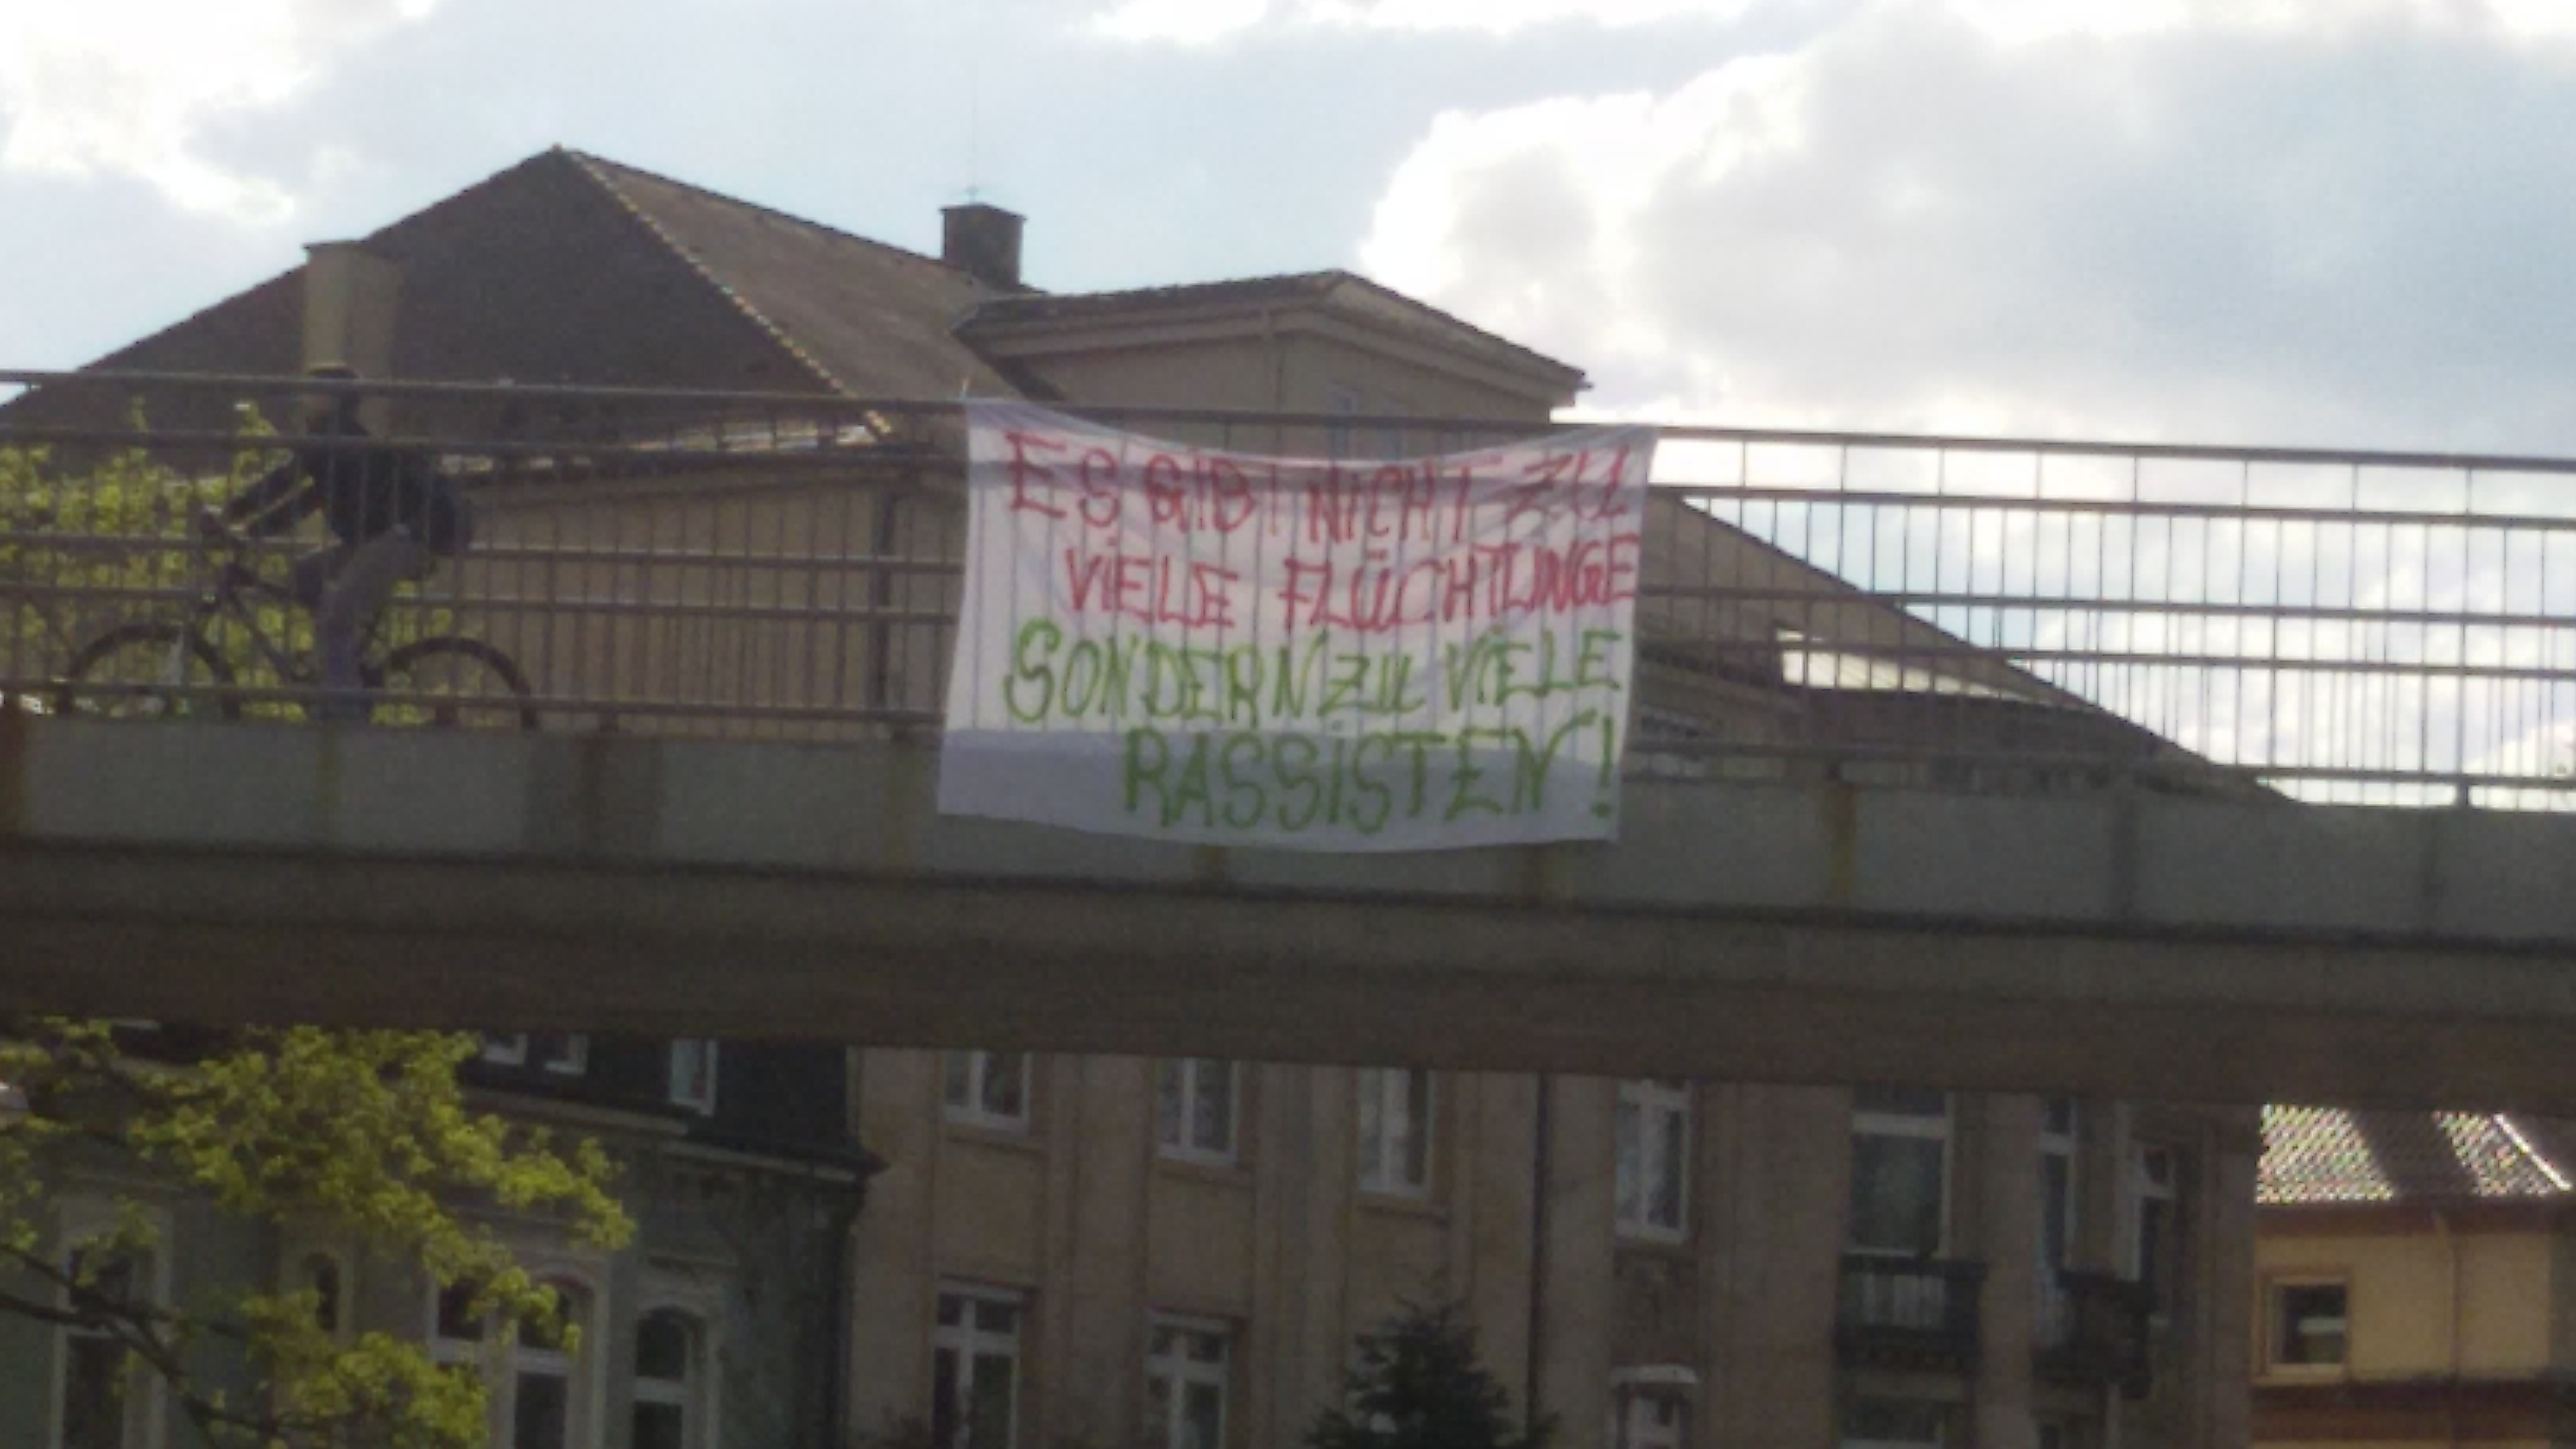 ES GIBT NICHT ZU
VIELE FLÜCHTLINGE
SONDERN ZU VIELE
RASSISTEN!